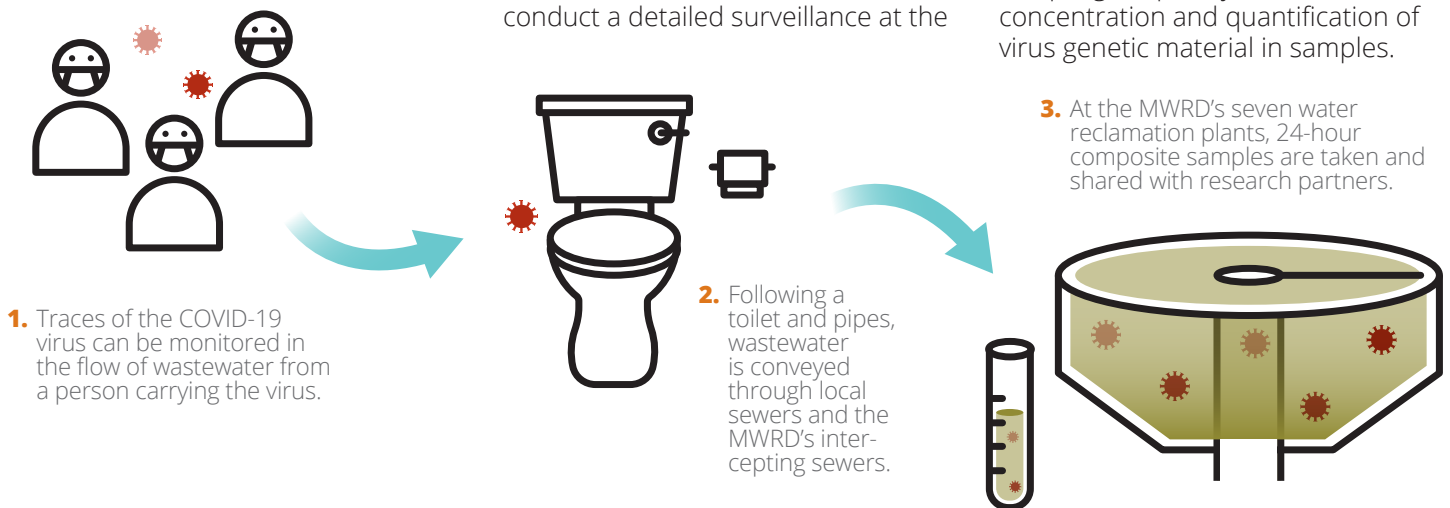 conduct a detailed surveillance at the
concentration and quantification of
virus genetic material in samples.
1. Traces of the COVID-19
virus can be monitored in
the flow of wastewater from
a person carrying the virus.
2. Following a
toilet and pipes,
wastewater
is conveyed
through local
sewers and the
MWRD's inter-
cepting sewers.
3. At the MWRD's seven water
reclamation plants, 24-hour
composite samples are taken and
shared with research partners.